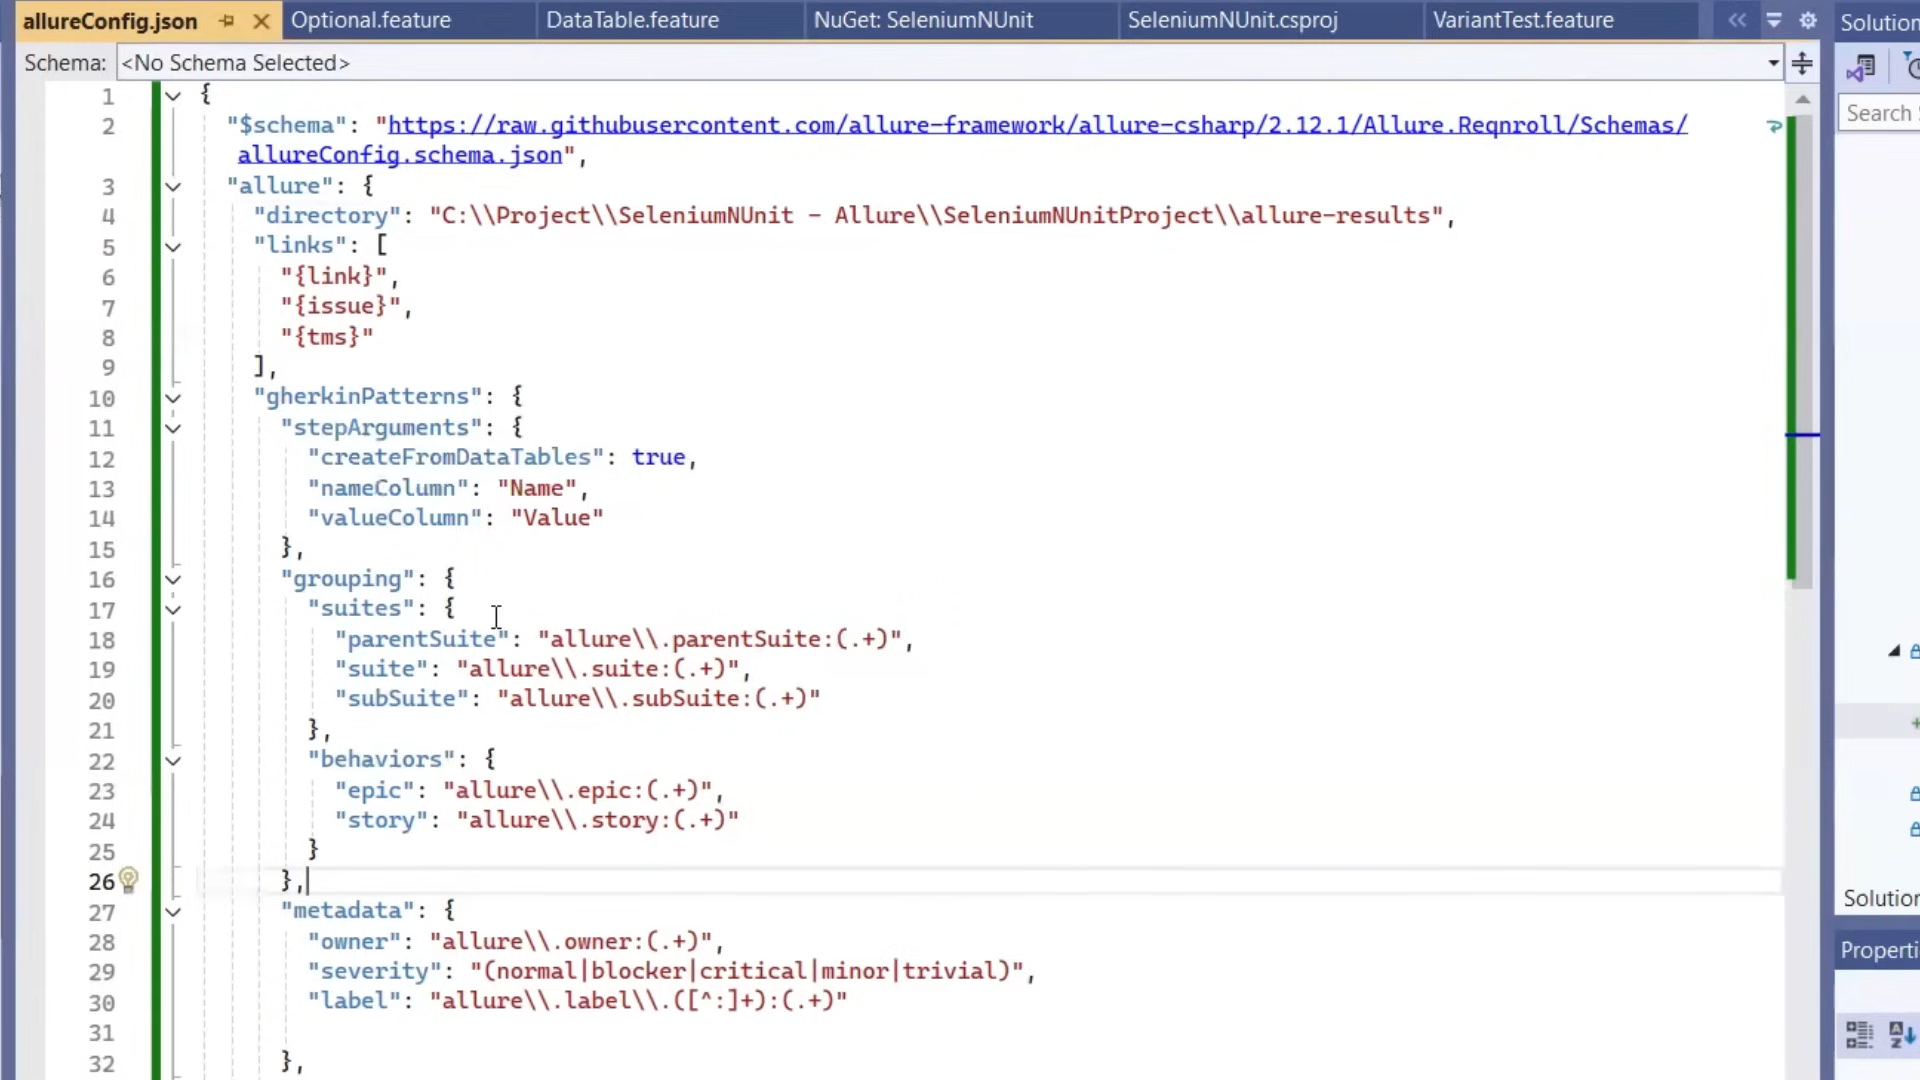 allureConfig.json Optional.feature DataTable.feature NuGet: SeleniumNUnit SeleniumNUnit.csproj VariantTest.feature
Schema: <No Schema Selected>
1 {
2 "$schema": "https://raw.githubusercontent.com/allure-framework/allure-csharp/2.12.1/Allure.Reqnroll/Schemas/
allureConfig.schema.json",
3 "allure": {
4 "directory": "C:\\Project\\SeleniumNUnit - Allure\\SeleniumNUnitProject\\allure-results",
5 "links": [
6 "{link}",
7 "{issue}",
8 "{tms}"
9 ],
10 "gherkinPatterns": {
11 "stepArguments": {
12 "createFromDataTables": true,
13 "nameColumn": "Name",
14 "valueColumn": "Value"
15 },
16 "grouping": {
17 "suites": {
18 "parentSuite": "allure\\.parentSuite:(.+)",
19 "suite": "allure\\.suite:(.+)",
20 "subSuite": "allure\\.subSuite:(.+)"
21 },
22 "behaviors": {
23 "epic": "allure\\.epic:(.+)",
24 "story": "allure\\.story:(.+)"
25 }
26 },
27 "metadata": {
28 "owner": "allure\\.owner:(.+)",
29 "severity": "(normal|blocker|critical|minor|trivial)",
30 "label": "allure\\.label\\.([^:]+):(.+)"
31
32 },
Solution
Search
Solution
Properti